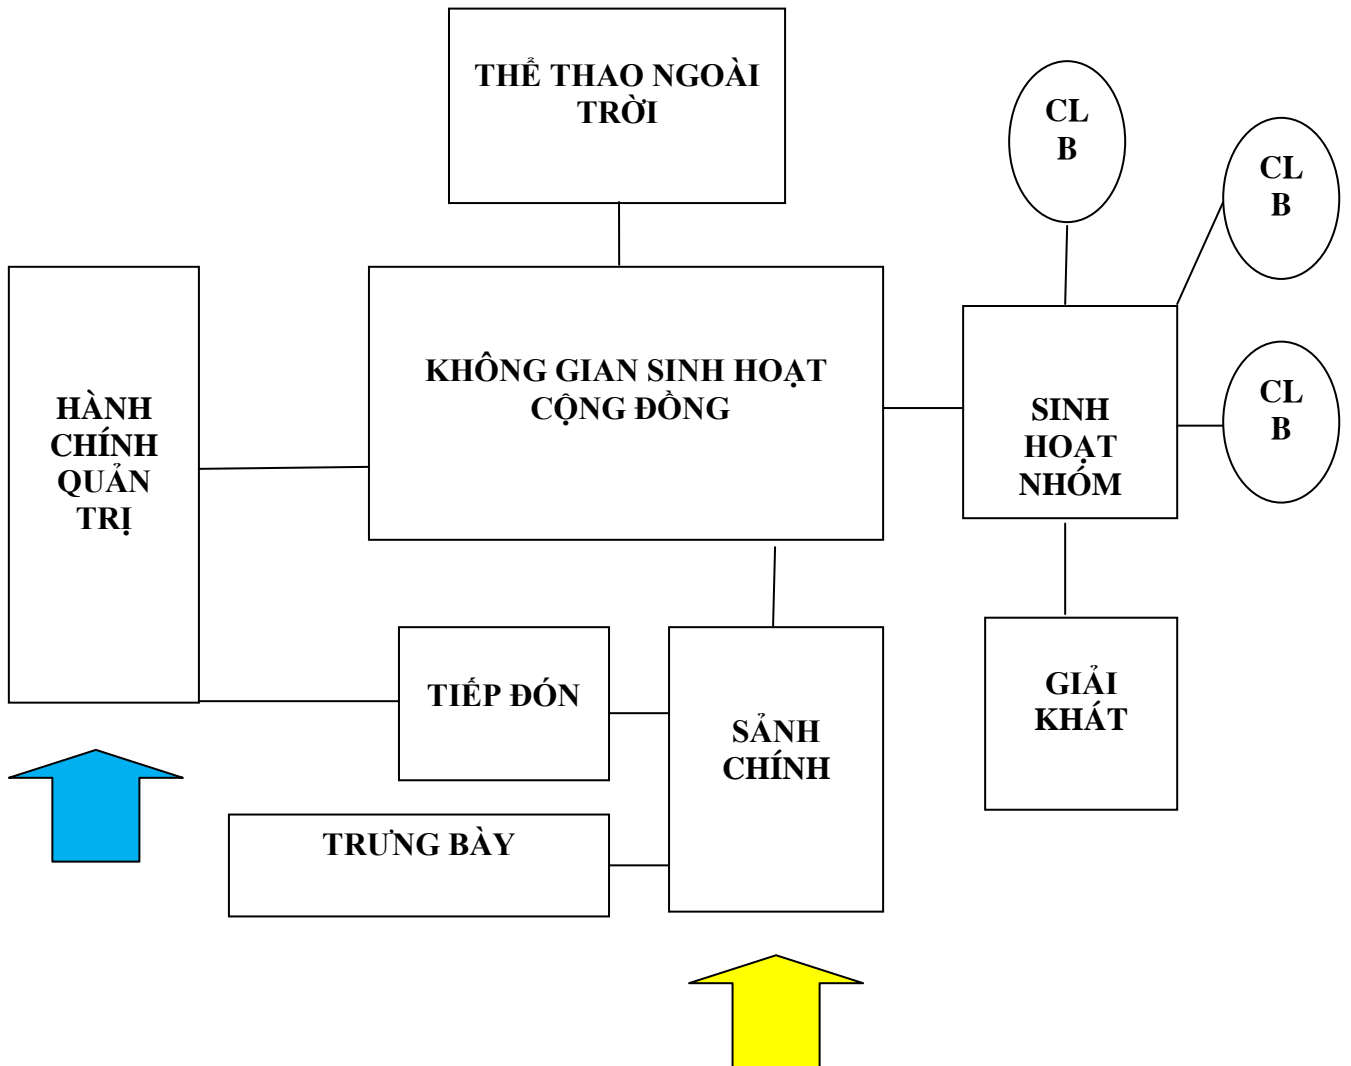 THỂ THAO NGOÀI
TRỜI
CL
B
CL
B
KHÔNG GIAN SINH HOẠT
CỘNG ĐỒNG
HÀNH
CHÍNH
QUẢN
TRỊ
SINH
HOẠT
NHÓM
CL
B
TIẾP ĐÓN
SẢNH
CHÍNH
GIẢI
KHÁT
TRƯNG BÀY